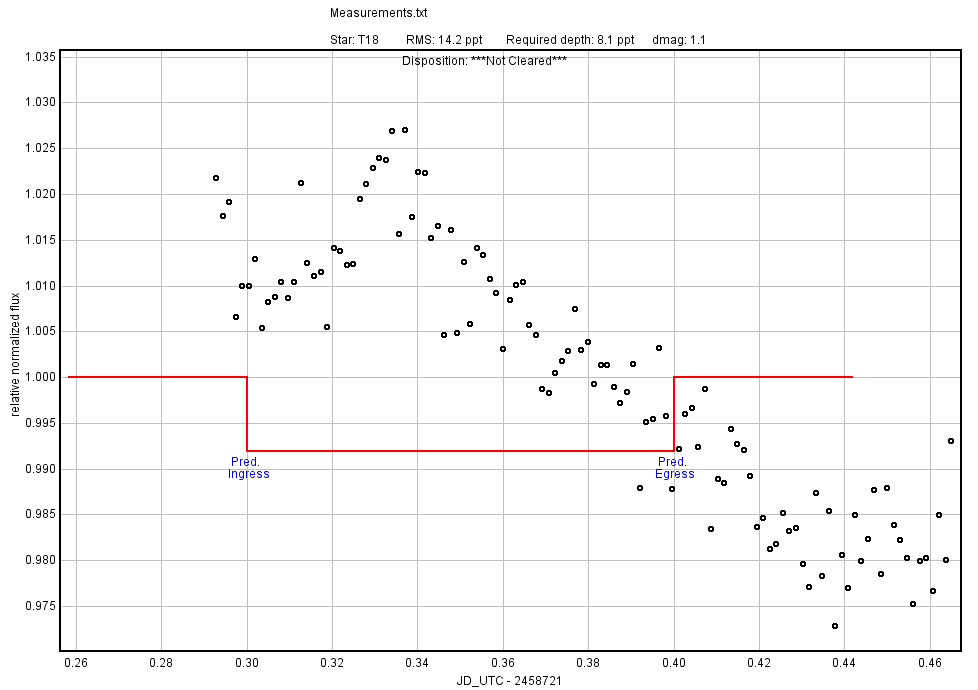 Measurements.txt
Star: T18 RMS: 14.2 ppt Required depth: 8.1 ppt dmag: 1.1
Disposition: ***Not Cleared***
1.035
1.030
1.025
1.020
1.015
1.010
1.005
1.000
0.995
0.990
0.985
0.980
0.975
relative normalized flux
Pred. Ingress
Pred. Egress
0.26 0.28 0.30 0.32 0.34 0.36 0.38 0.40 0.42 0.44 0.46
JD_UTC - 2458721